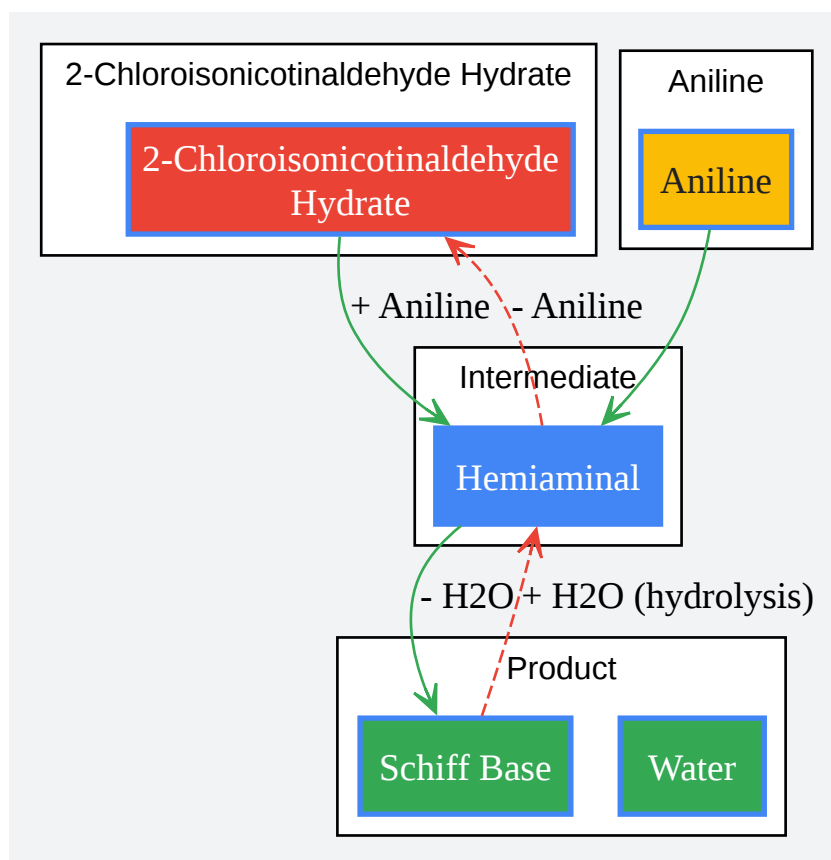 2-Chloroisonicotinaldehyde Hydrate
Aniline
2-Chloroisonicotinaldehyde
Hydrate
Aniline
+ Aniline
- Aniline
Intermediate
Hemiaminal
- H2O
+ H2O (hydrolysis)
Product
Schiff Base
Water